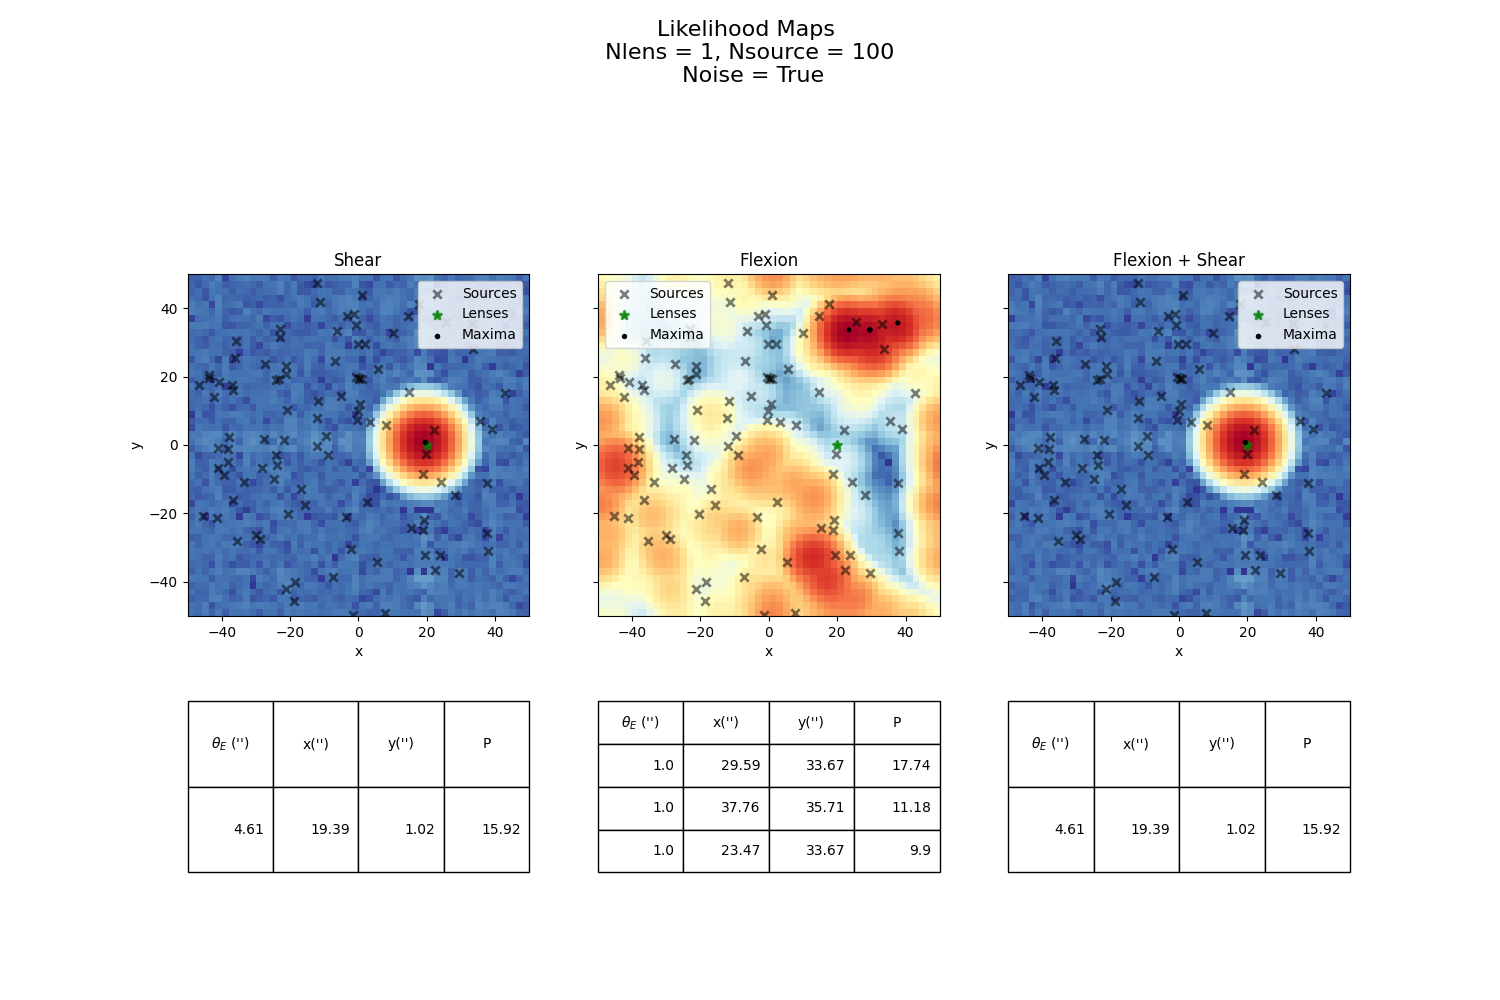 Likelihood Maps
Nlens = 1, Nsource = 100
Noise = True
Shear
Sources
Lenses
Maxima
40
20
0
−20
−40
y
−40 −20 0 20 40
x
Flexion
Sources
Lenses
Maxima
y
−40 −20 0 20 40
x
Flexion + Shear
Sources
Lenses
Maxima
y
−40 −20 0 20 40
x
θ_E ('') x('') y('') P
4.61 19.39 1.02 15.92
θ_E ('') x('') y('') P
1.0 29.59 33.67 17.74
1.0 37.76 35.71 11.18
1.0 23.47 33.67 9.9
θ_E ('') x('') y('') P
4.61 19.39 1.02 15.92